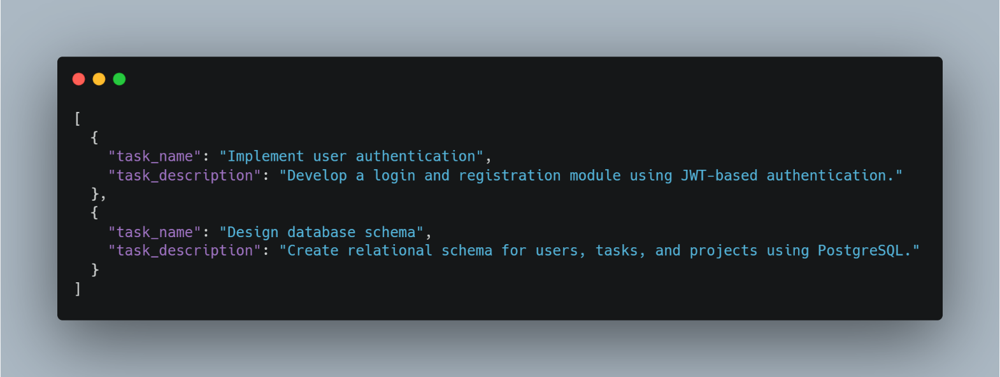 [
  {
    "task_name": "Implement user authentication",
    "task_description": "Develop a login and registration module using JWT-based authentication."
  },
  {
    "task_name": "Design database schema",
    "task_description": "Create relational schema for users, tasks, and projects using PostgreSQL."
  }
]